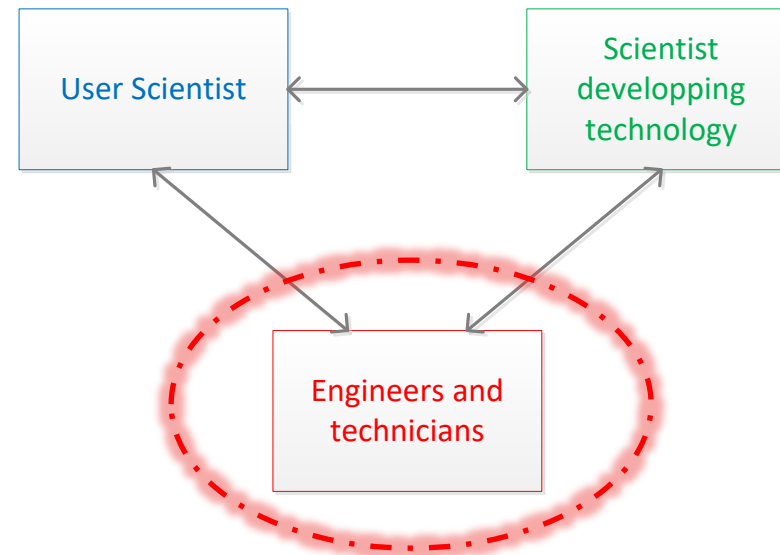 User Scientist
Scientist
developping
technology
Engineers and
technicians